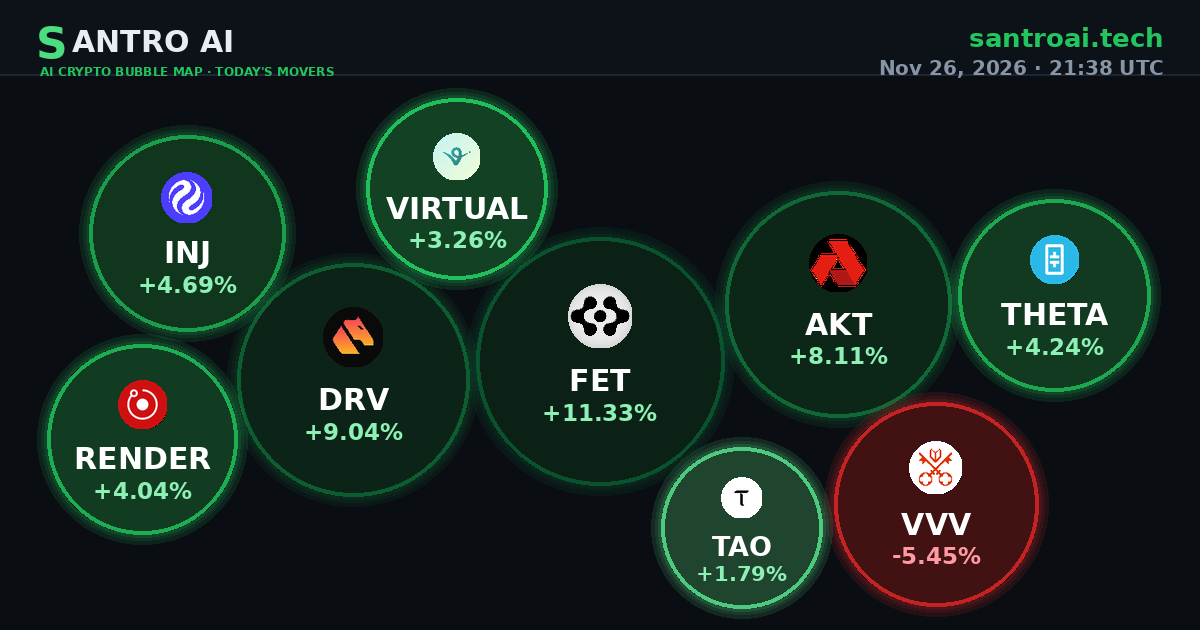 SANTRO AI
AI CRYPTO BUBBLE MAP · TODAY'S MOVERS
santroai.tech
Nov 26, 2026 · 21:38 UTC
VIRTUAL
+3.26%
INJ
+4.69%
THETA
+4.24%
AKT
+8.11%
FET
+11.33%
DRV
+9.04%
RENDER
+4.04%
VVV
-5.45%
TAO
+1.79%